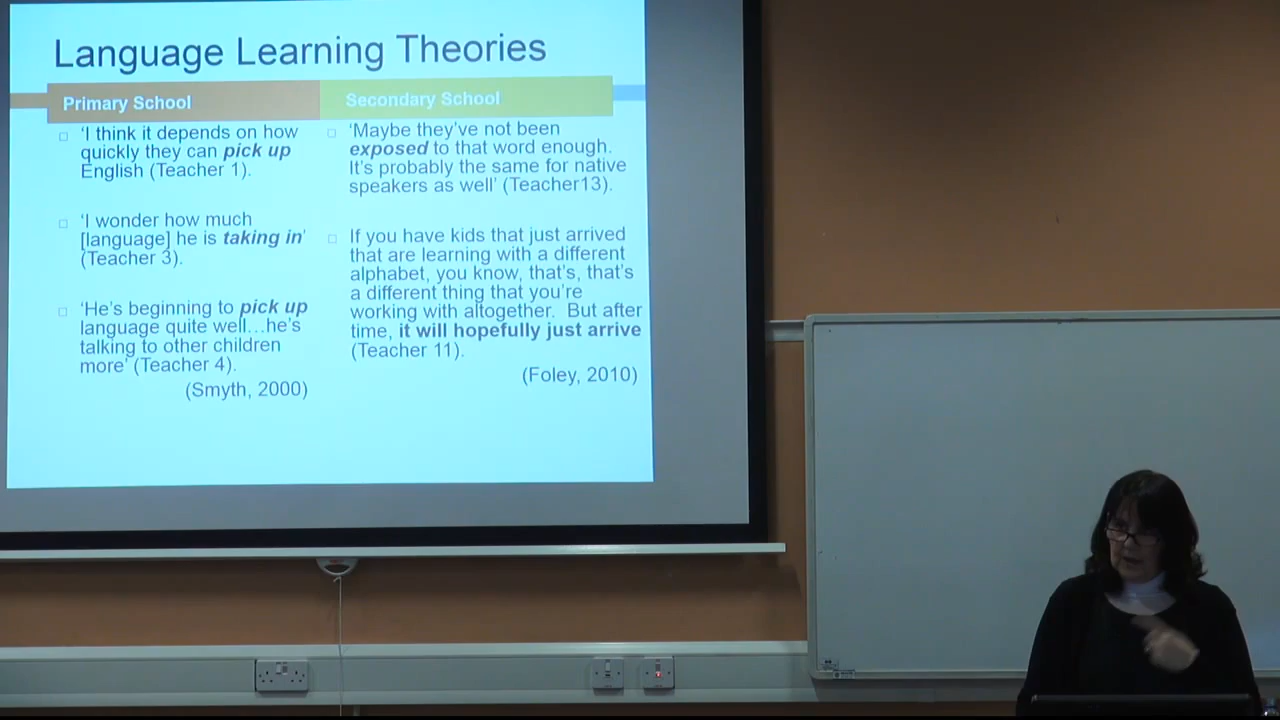 Language Learning Theories
Primary School
'I think it depends on how
quickly they can pick up
English (Teacher 1).
'I wonder how much
[language] he is taking in'
(Teacher 3).
'He's beginning to pick up
language quite well…he's
talking to other children
more' (Teacher 4).
(Smyth, 2000)
Secondary School
'Maybe they've not been
exposed to that word enough.
It's probably the same for native
speakers as well' (Teacher13).
If you have kids that just arrived
that are learning with a different
alphabet, you know, that's, that's
a different thing that you're
working with altogether.  But after
time, it will hopefully just arrive
(Teacher 11).
(Foley, 2010)